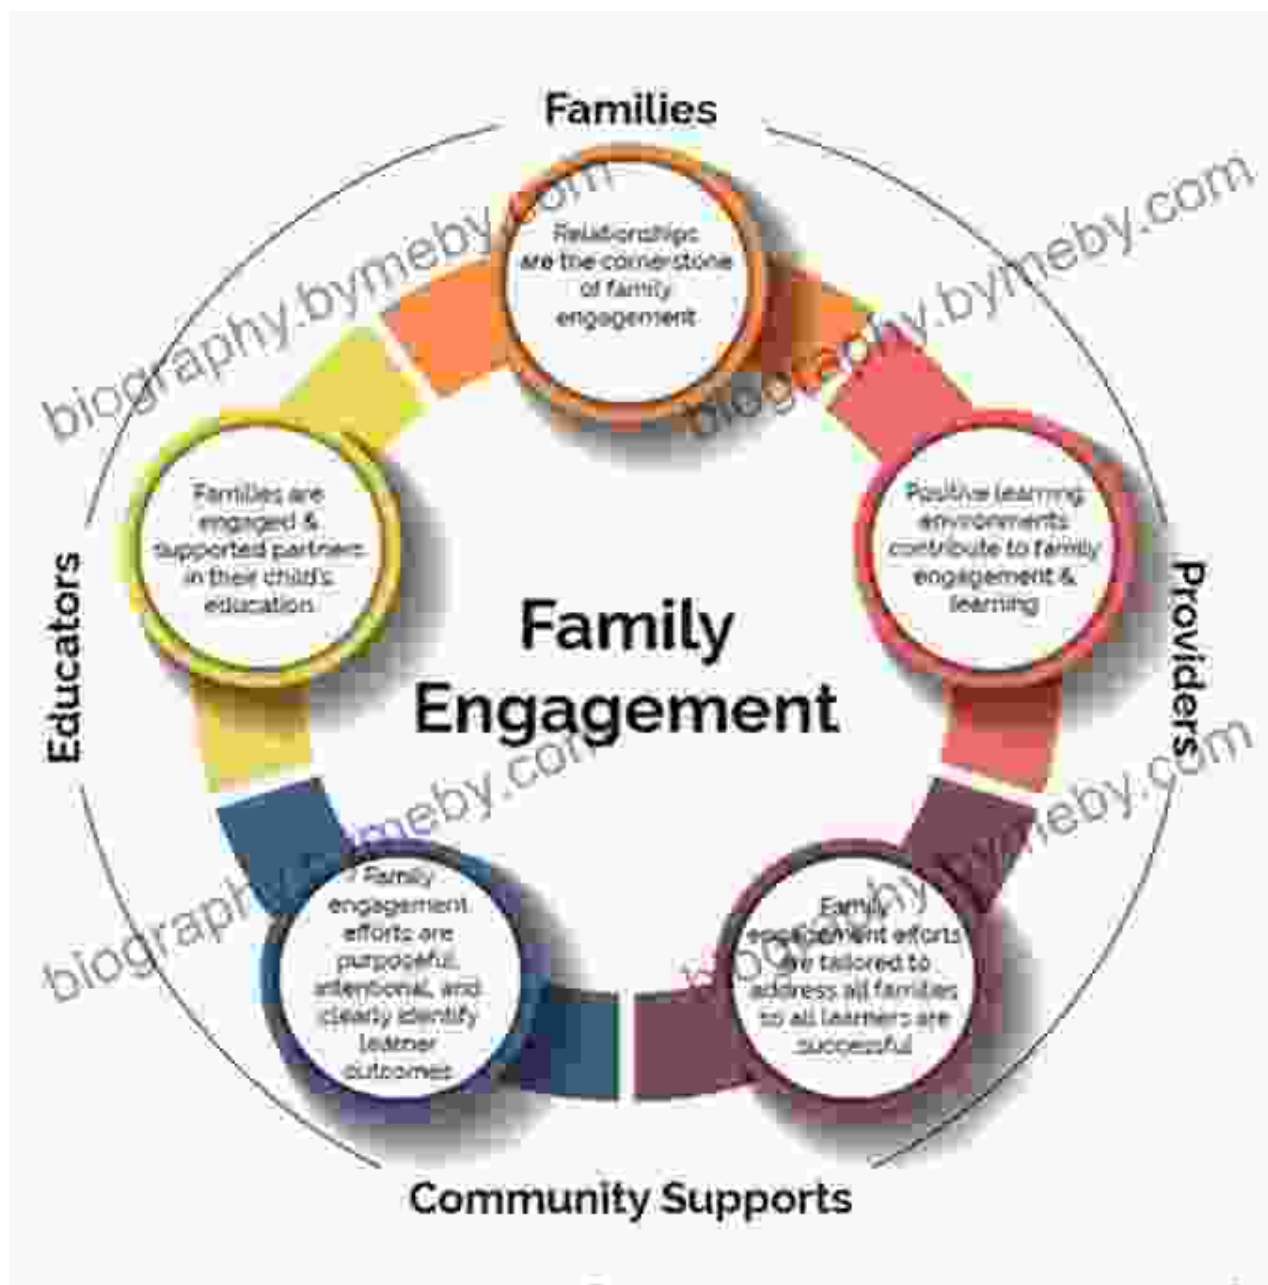 Families
biography.bymeby.com
biography.bymeby.com
Relationships
are the cornerstone
of family
engagement
Families are
engaged &
supported partners
in their child's
education
Positive learning
environments
contribute to family
engagement &
learning
Educators
Providers
Family
Engagement
biography.bymeby.com
biography.bymeby.com
Family
engagement
efforts are
purposeful,
intentional, and
clearly identify
learner
outcomes
Family
engagement efforts
are tailored to
address all families
so all learners are
successful
Community Supports